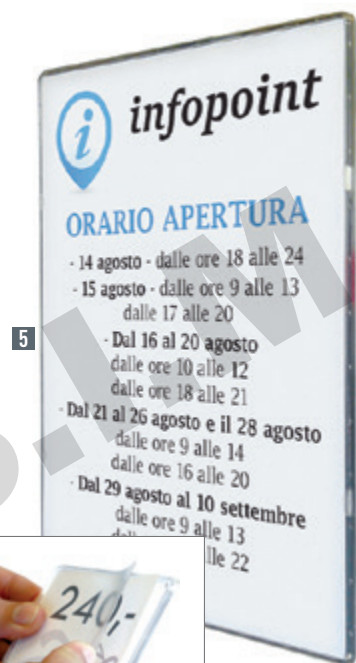 i infopoint
ORARIO APERTURA
- 14 agosto - dalle ore 18 alle 24
- 15 agosto - dalle ore 9 alle 13
dalle 17 alle 20
- Dal 16 al 20 agosto
dalle ore 10 alle 12
dalle ore 18 alle 21
- Dal 21 al 26 agosto e il 28 agosto
dalle ore 9 alle 14
dalle ore 16 alle 20
- Dal 29 agosto al 10 settembre
dalle ore 9 alle 13
lle 22
5
240,-